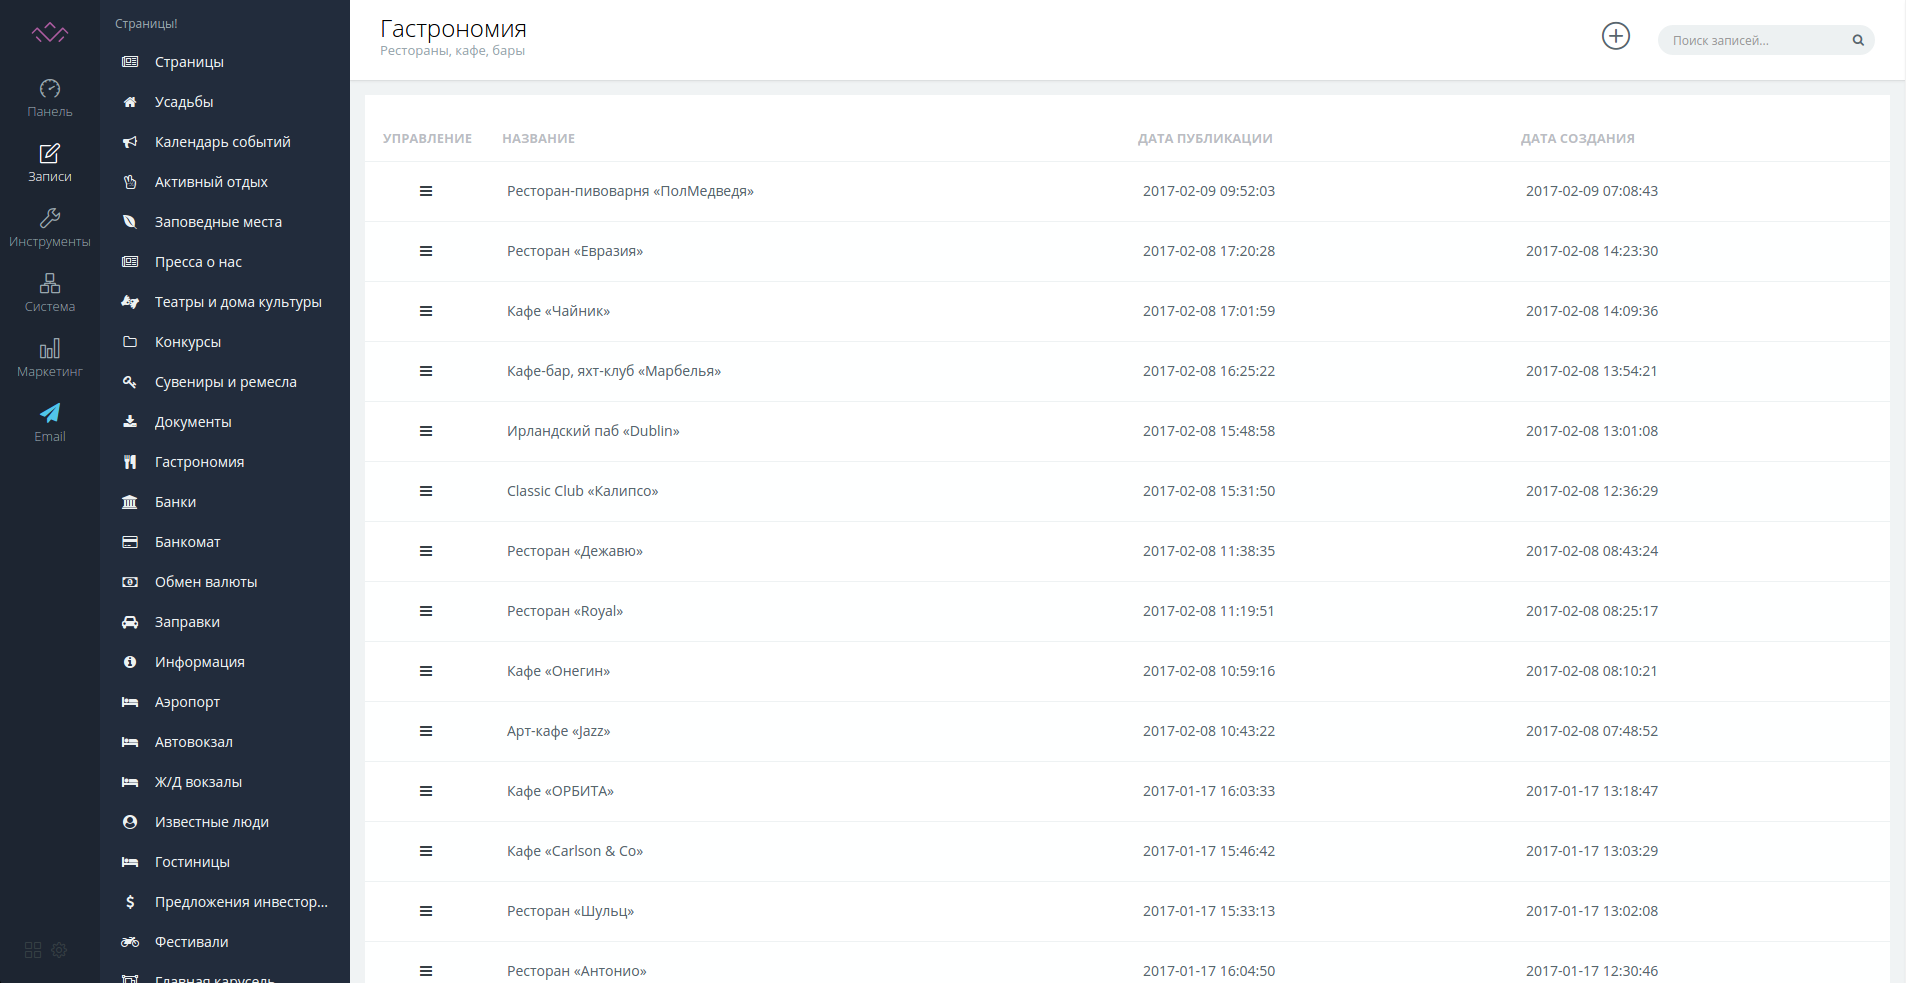 Панель
Записи
Инструменты
Система
Маркетинг
Email
Страницы!
Страницы
Усадьбы
Календарь событий
Активный отдых
Заповедные места
Пресса о нас
Театры и дома культуры
Конкурсы
Сувениры и ремесла
Документы
Гастрономия
Банки
Банкомат
Обмен валюты
Заправки
Информация
Аэропорт
Автовокзал
Ж/Д вокзалы
Известные люди
Гостиницы
Предложения инвестор...
Фестивали
Главная карусель
Гастрономия
Рестораны, кафе, бары
Поиск записей...
УПРАВЛЕНИЕ НАЗВАНИЕ ДАТА ПУБЛИКАЦИИ ДАТА СОЗДАНИЯ
Ресторан-пивоварня «ПолМедведя» 2017-02-09 09:52:03 2017-02-09 07:08:43
Ресторан «Евразия» 2017-02-08 17:20:28 2017-02-08 14:23:30
Кафе «Чайник» 2017-02-08 17:01:59 2017-02-08 14:09:36
Кафе-бар, яхт-клуб «Марбелья» 2017-02-08 16:25:22 2017-02-08 13:54:21
Ирландский паб «Dublin» 2017-02-08 15:48:58 2017-02-08 13:01:08
Classic Club «Калипсо» 2017-02-08 15:31:50 2017-02-08 12:36:29
Ресторан «Дежавю» 2017-02-08 11:38:35 2017-02-08 08:43:24
Ресторан «Royal» 2017-02-08 11:19:51 2017-02-08 08:25:17
Кафе «Онегин» 2017-02-08 10:59:16 2017-02-08 08:10:21
Арт-кафе «Jazz» 2017-02-08 10:43:22 2017-02-08 07:48:52
Кафе «ОРБИТА» 2017-01-17 16:03:33 2017-01-17 13:18:47
Кафе «Carlson & Co» 2017-01-17 15:46:42 2017-01-17 13:03:29
Ресторан «Шульц» 2017-01-17 15:33:13 2017-01-17 13:02:08
Ресторан «Антонио» 2017-01-17 16:04:50 2017-01-17 12:30:46